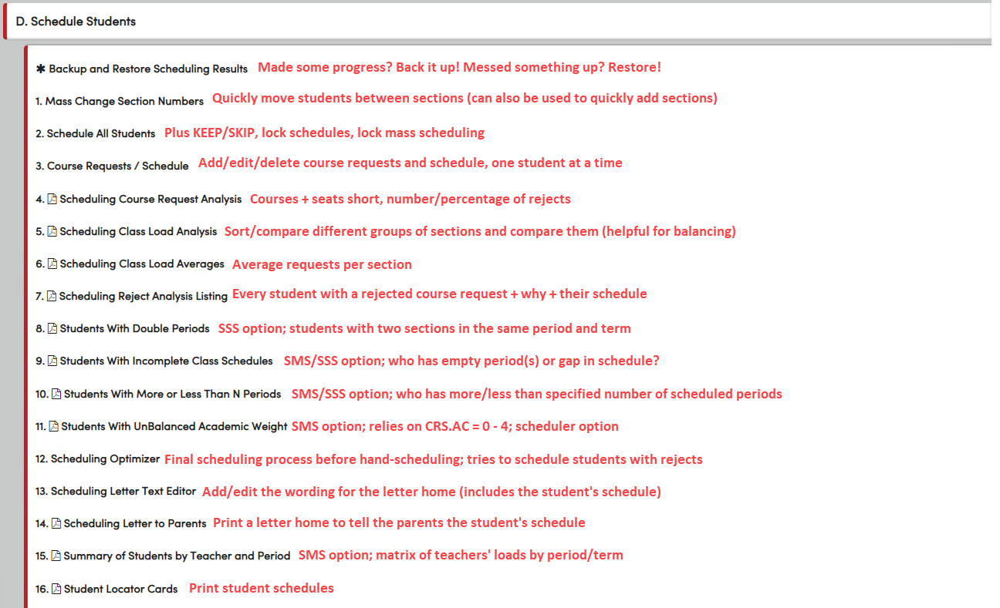 D. Schedule Students
✱ Backup and Restore Scheduling Results Made some progress? Back it up! Messed something up? Restore!
1. Mass Change Section Numbers Quickly move students between sections (can also be used to quickly add sections)
2. Schedule All Students Plus KEEP/SKIP, lock schedules, lock mass scheduling
3. Course Requests / Schedule Add/edit/delete course requests and schedule, one student at a time
4. Scheduling Course Request Analysis Courses + seats short, number/percentage of rejects
5. Scheduling Class Load Analysis Sort/compare different groups of sections and compare them (helpful for balancing)
6. Scheduling Class Load Averages Average requests per section
7. Scheduling Reject Analysis Listing Every student with a rejected course request + why + their schedule
8. Students With Double Periods SSS option; students with two sections in the same period and term
9. Students With Incomplete Class Schedules SMS/SSS option; who has empty period(s) or gap in schedule?
10. Students With More or Less Than N Periods SMS/SSS option; who has more/less than specified number of scheduled periods
11. Students With UnBalanced Academic Weight SMS option; relies on CRS.AC = 0 - 4; scheduler option
12. Scheduling Optimizer Final scheduling process before hand-scheduling; tries to schedule students with rejects
13. Scheduling Letter Text Editor Add/edit the wording for the letter home (includes the student's schedule)
14. Scheduling Letter to Parents Print a letter home to tell the parents the student's schedule
15. Summary of Students by Teacher and Period SMS option; matrix of teachers' loads by period/term
16. Student Locator Cards Print student schedules